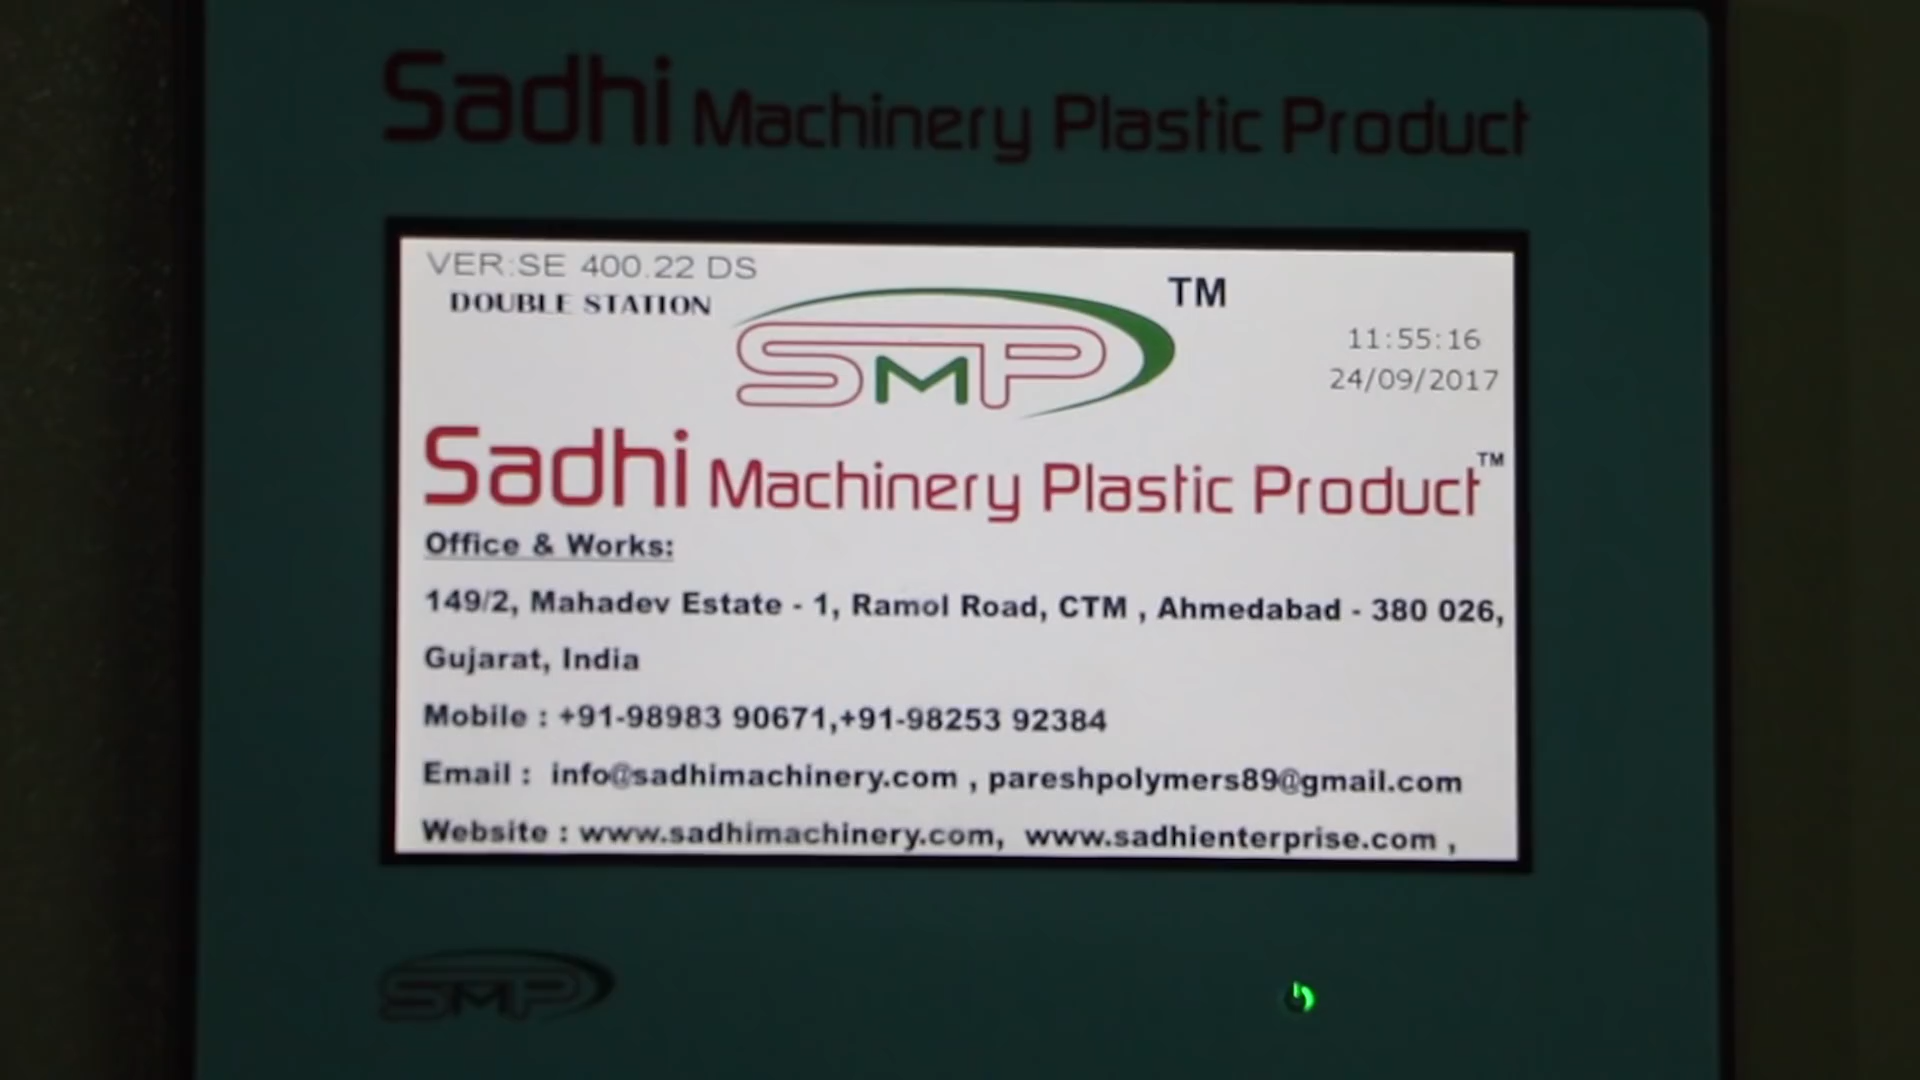 Sadhi Machinery Plastic Product
VER:SE 400.22 DS
DOUBLE STATION
TM
SMP
11:55:16
24/09/2017
Sadhi Machinery Plastic Product TM
Office & Works:
149/2, Mahadev Estate - 1, Ramol Road, CTM , Ahmedabad - 380 026,
Gujarat, India
Mobile : +91-98983 90671,+91-98253 92384
Email : info@sadhimachinery.com , pareshpolymers89@gmail.com
Website : www.sadhimachinery.com, www.sadhienterprise.com ,
SMP